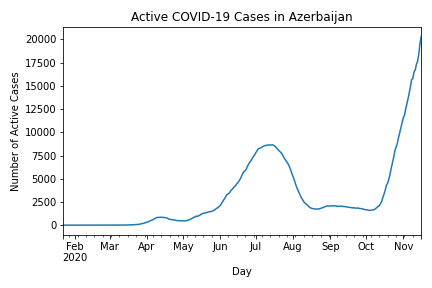 Active COVID-19 Cases in Azerbaijan
Number of Active Cases
20000
17500
15000
12500
10000
7500
5000
2500
0
Feb Mar Apr May Jun Jul Aug Sep Oct Nov
2020
Day